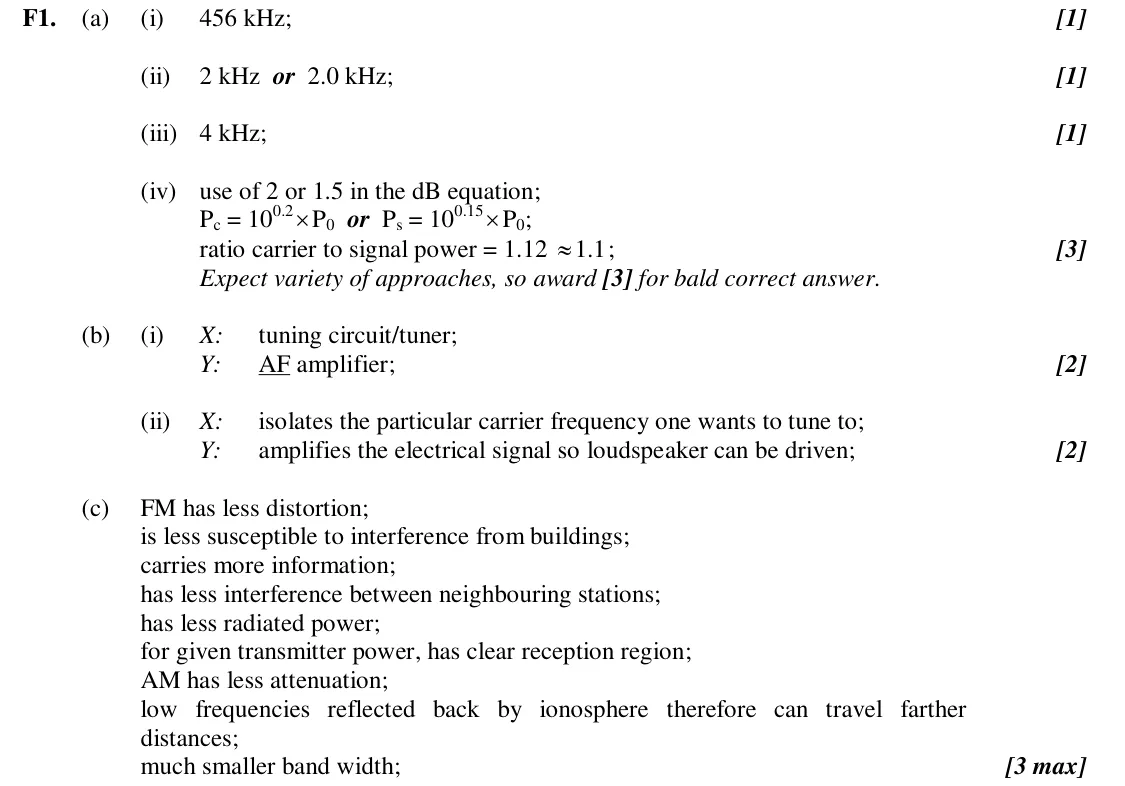 F1. (a) (i) 456 kHz; [1]
(ii) 2 kHz or 2.0 kHz; [1]
(iii) 4 kHz; [1]
(iv) use of 2 or 1.5 in the dB equation;
P_c = 10^0.2 × P_0 or P_s = 10^0.15 × P_0;
ratio carrier to signal power = 1.12 ≈ 1.1; [3]
Expect variety of approaches, so award [3] for bald correct answer.
(b) (i) X: tuning circuit/tuner;
Y: AF amplifier; [2]
(ii) X: isolates the particular carrier frequency one wants to tune to;
Y: amplifies the electrical signal so loudspeaker can be driven; [2]
(c) FM has less distortion;
is less susceptible to interference from buildings;
carries more information;
has less interference between neighbouring stations;
has less radiated power;
for given transmitter power, has clear reception region;
AM has less attenuation;
low frequencies reflected back by ionosphere therefore can travel farther
distances;
much smaller band width; [3 max]